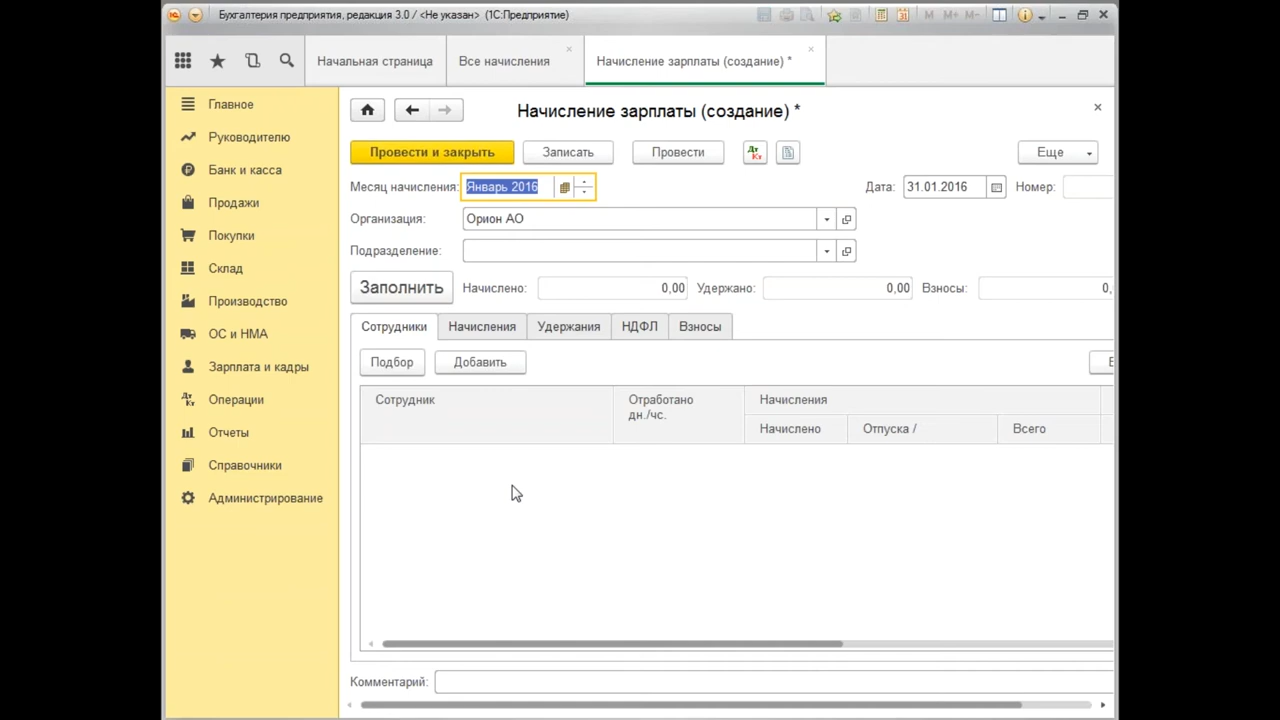 Бухгалтерия предприятия, редакция 3.0 / <Не указан> (1С:Предприятие)
М М+ М-
Начальная страница
Все начисления
Начисление зарплаты (создание) *
Главное
Руководителю
Банк и касса
Продажи
Покупки
Склад
Производство
ОС и НМА
Зарплата и кадры
Операции
Отчеты
Справочники
Администрирование
Начисление зарплаты (создание) *
Провести и закрыть Записать Провести Дт Кт Еще
Месяц начисления: Январь 2016 Дата: 31.01.2016 Номер:
Организация: Орион АО
Подразделение:
Заполнить Начислено: 0,00 Удержано: 0,00 Взносы: 0,
Сотрудники Начисления Удержания НДФЛ Взносы
Подбор Добавить
Сотрудник Отработано дн./чс. Начисления
Начислено Отпуска / Всего
Комментарий: